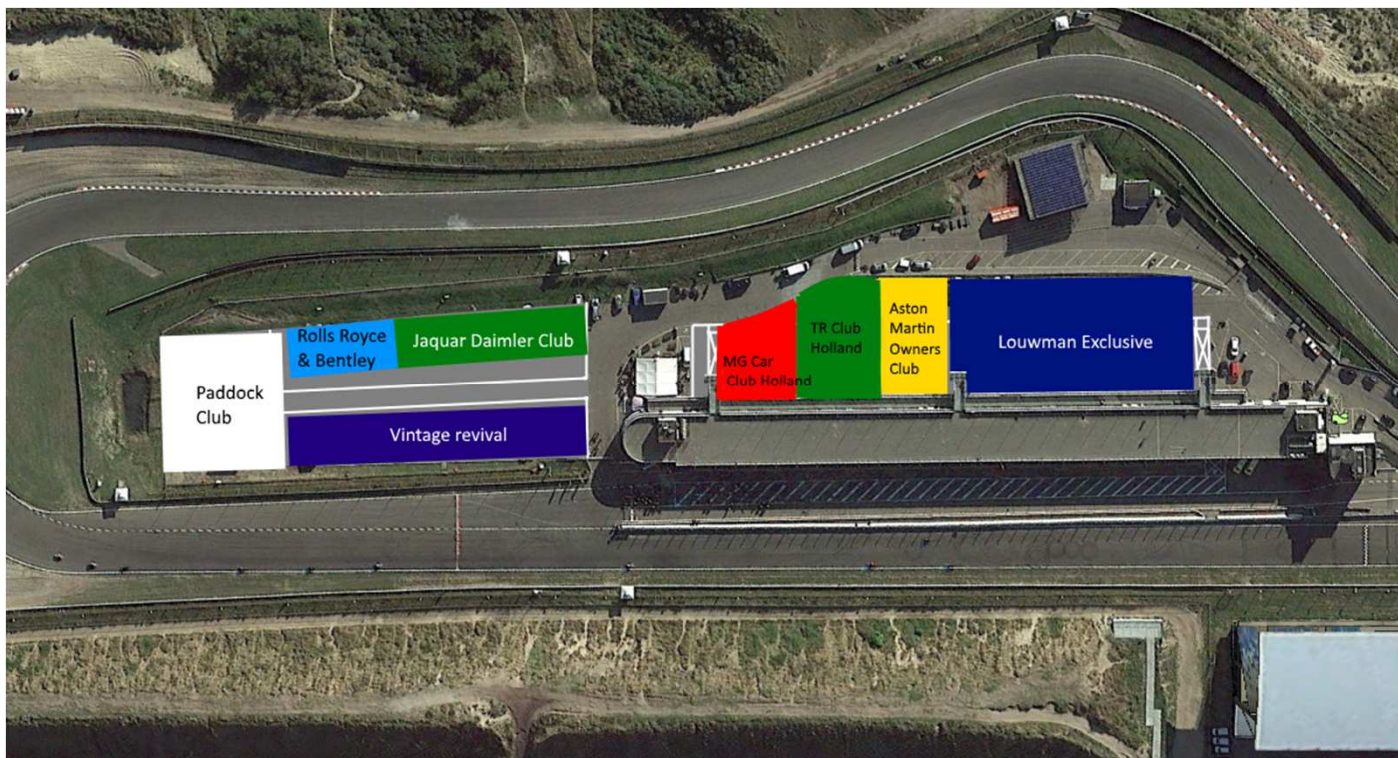 Paddock
Club
Rolls Royce
& Bentley
Jaquar Daimler Club
Vintage revival
MG Car
Club Holland
TR Club
Holland
Aston
Martin
Owners
Club
Louwman Exclusive